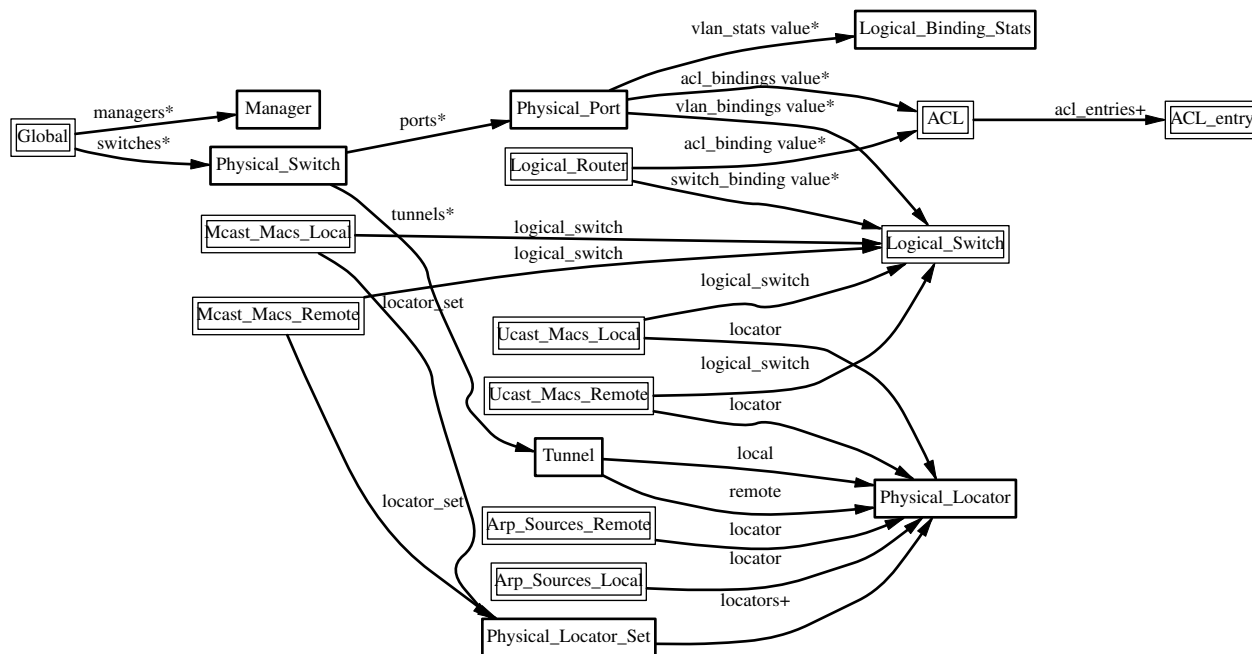 vlan_stats value*
Logical_Binding_Stats
managers*
Manager
Physical_Port
acl_bindings value*
vlan_bindings value*
ACL
acl_entries+
ACL_entry
Global
switches*
ports*
Physical_Switch
Logical_Router
acl_binding value*
switch_binding value*
tunnels*
Mcast_Macs_Local
logical_switch
logical_switch
Logical_Switch
Mcast_Macs_Remote
locator_set
logical_switch
Ucast_Macs_Local
locator
logical_switch
Ucast_Macs_Remote
locator
Tunnel
local
remote
Physical_Locator
locator_set
Arp_Sources_Remote
locator
locator
Arp_Sources_Local
locators+
Physical_Locator_Set